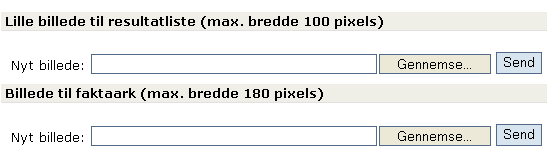 Lille billede til resultatliste (max. bredde 100 pixels)
Nyt billede: Gennemse... Send
Billede til faktaark (max. bredde 180 pixels)
Nyt billede: Gennemse... Send